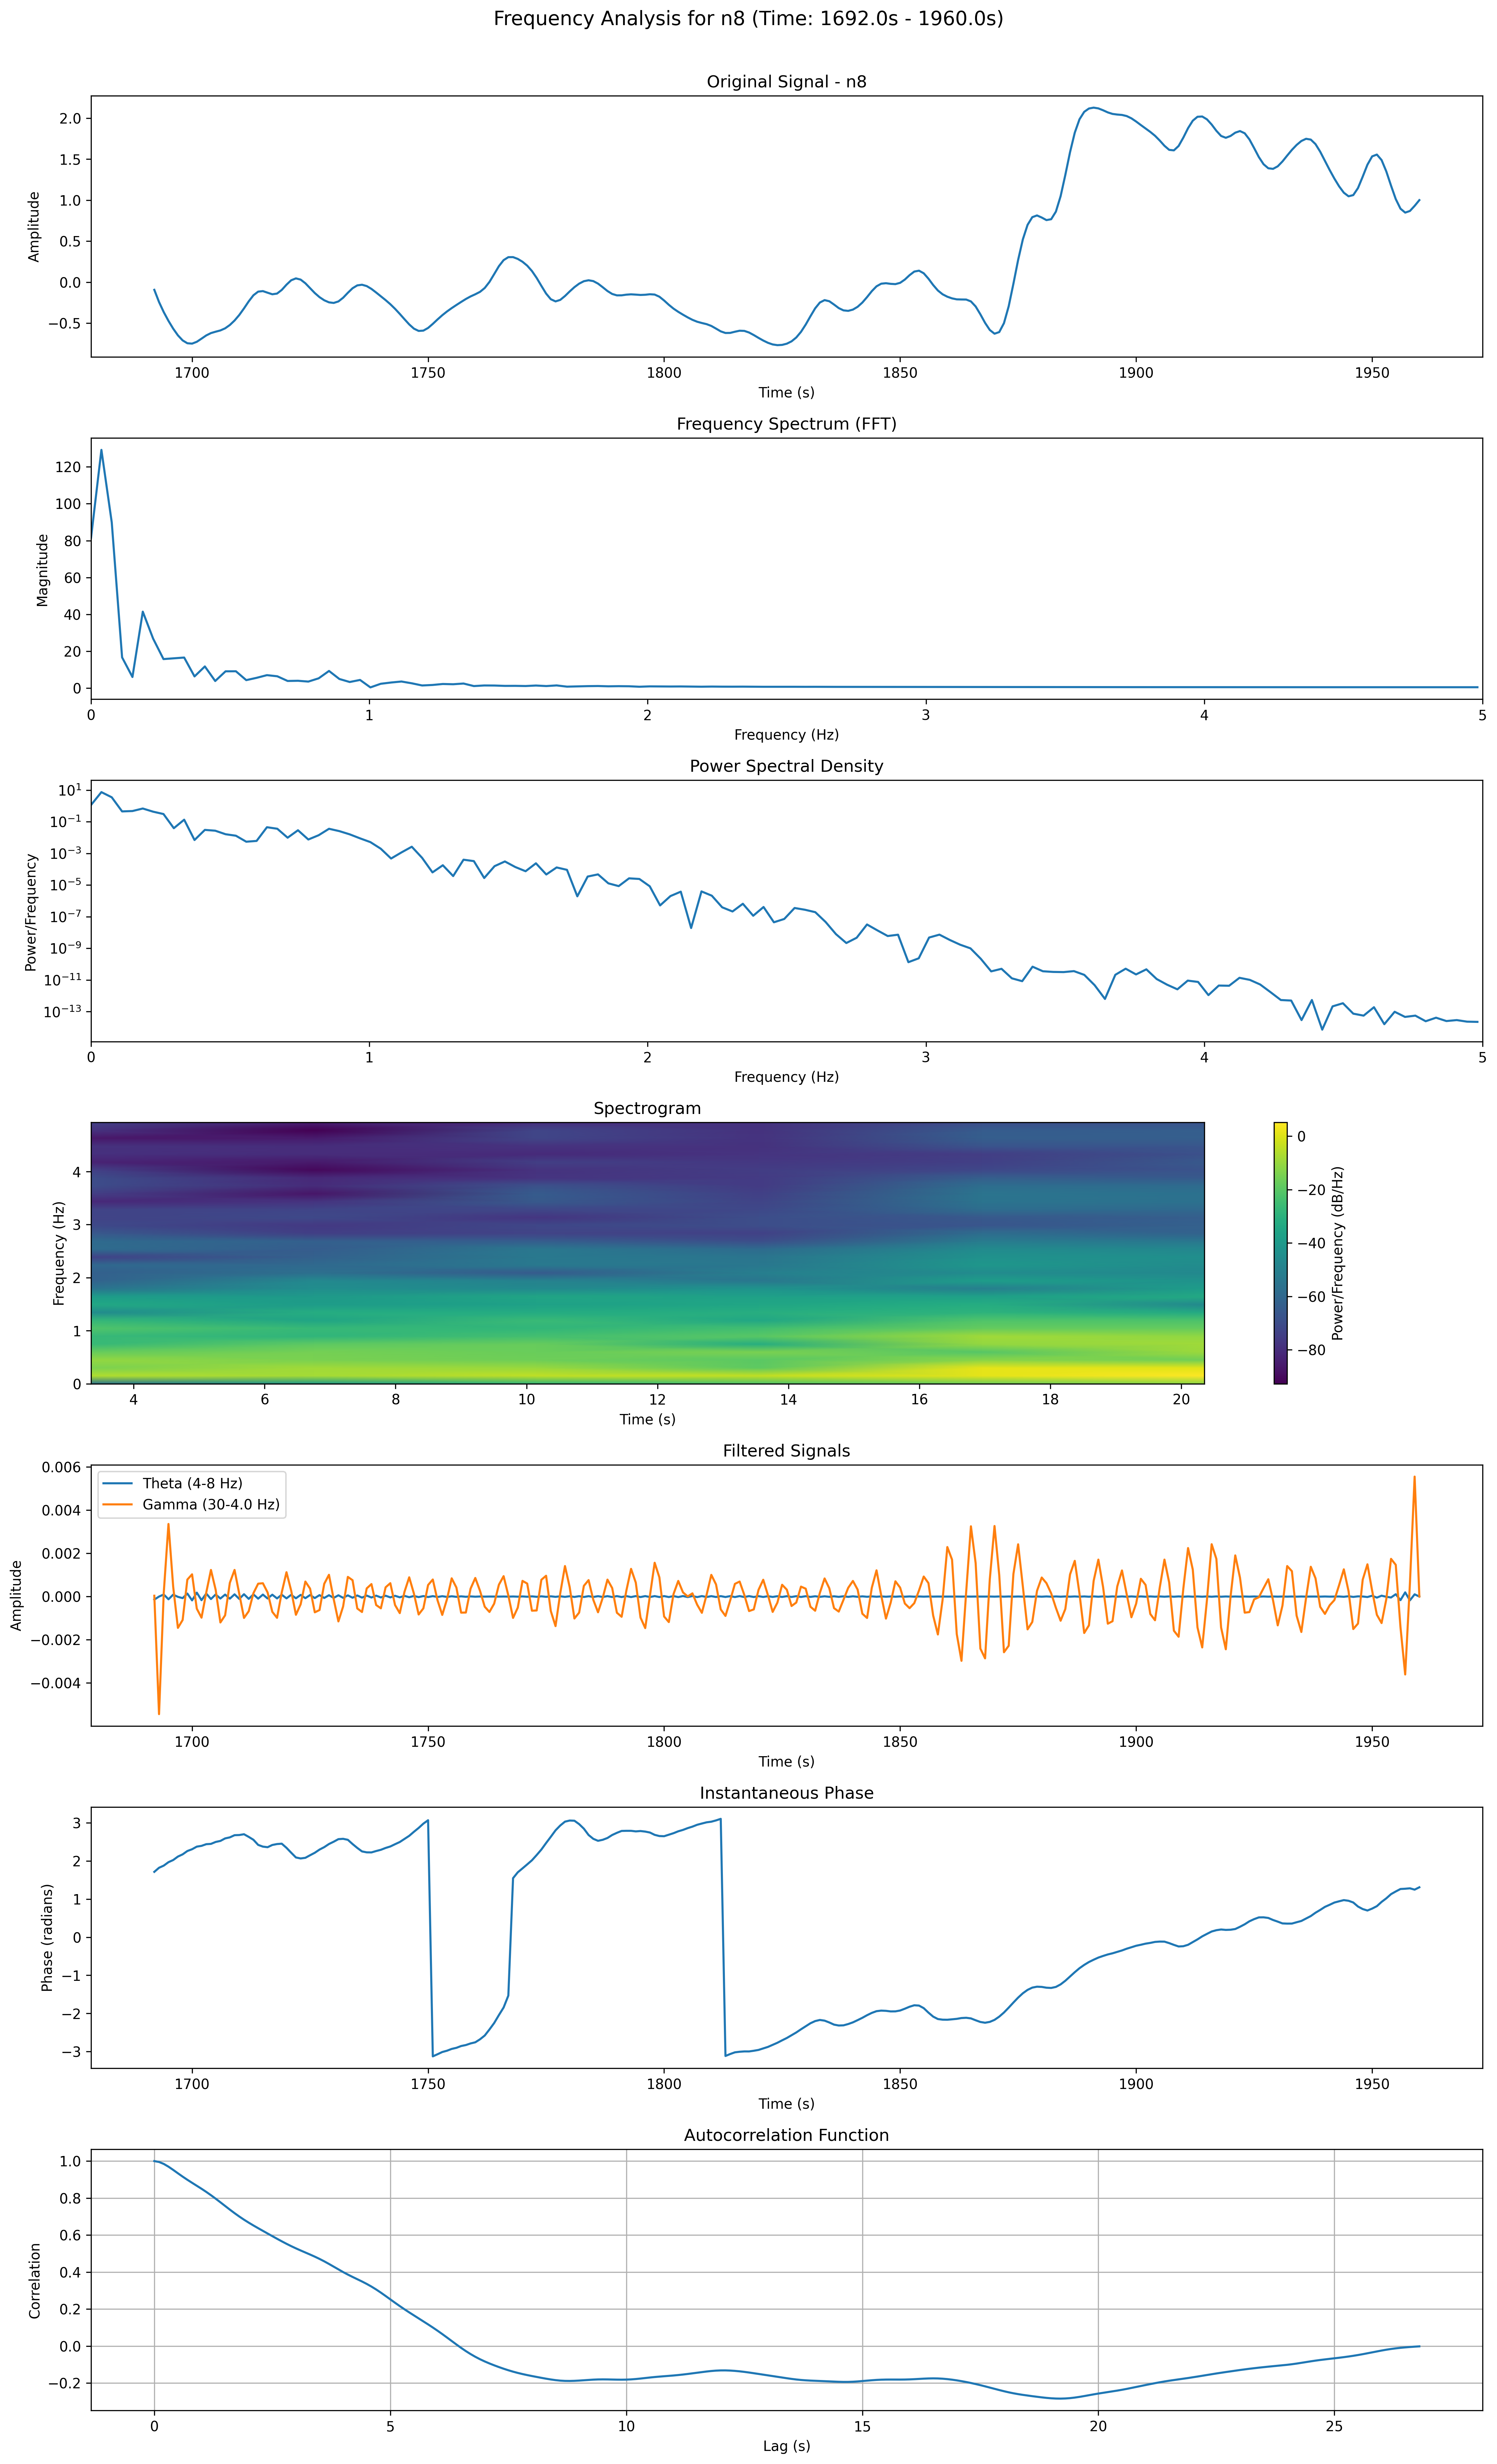 Frequency Analysis for n8 (Time: 1692.0s - 1960.0s)
Original Signal - n8
2.0
1.5
1.0
0.5
0.0
−0.5
Amplitude
1700 1750 1800 1850 1900 1950
Time (s)
Frequency Spectrum (FFT)
120
100
80
60
40
20
0
Magnitude
0 1 2 3 4 5
Frequency (Hz)
Power Spectral Density
10¹
10⁻¹
10⁻³
10⁻⁵
10⁻⁷
10⁻⁹
10⁻¹¹
10⁻¹³
Power/Frequency
0 1 2 3 4 5
Frequency (Hz)
Spectrogram
4
3
2
1
0
Frequency (Hz)
4 6 8 10 12 14 16 18 20
Time (s)
0
−20
−40
−60
−80
Power/Frequency (dB/Hz)
Filtered Signals
Theta (4-8 Hz)
Gamma (30-4.0 Hz)
0.006
0.004
0.002
0.000
−0.002
−0.004
Amplitude
1700 1750 1800 1850 1900 1950
Time (s)
Instantaneous Phase
3
2
1
0
−1
−2
−3
Phase (radians)
1700 1750 1800 1850 1900 1950
Time (s)
Autocorrelation Function
1.0
0.8
0.6
0.4
0.2
0.0
−0.2
Correlation
0 5 10 15 20 25
Lag (s)